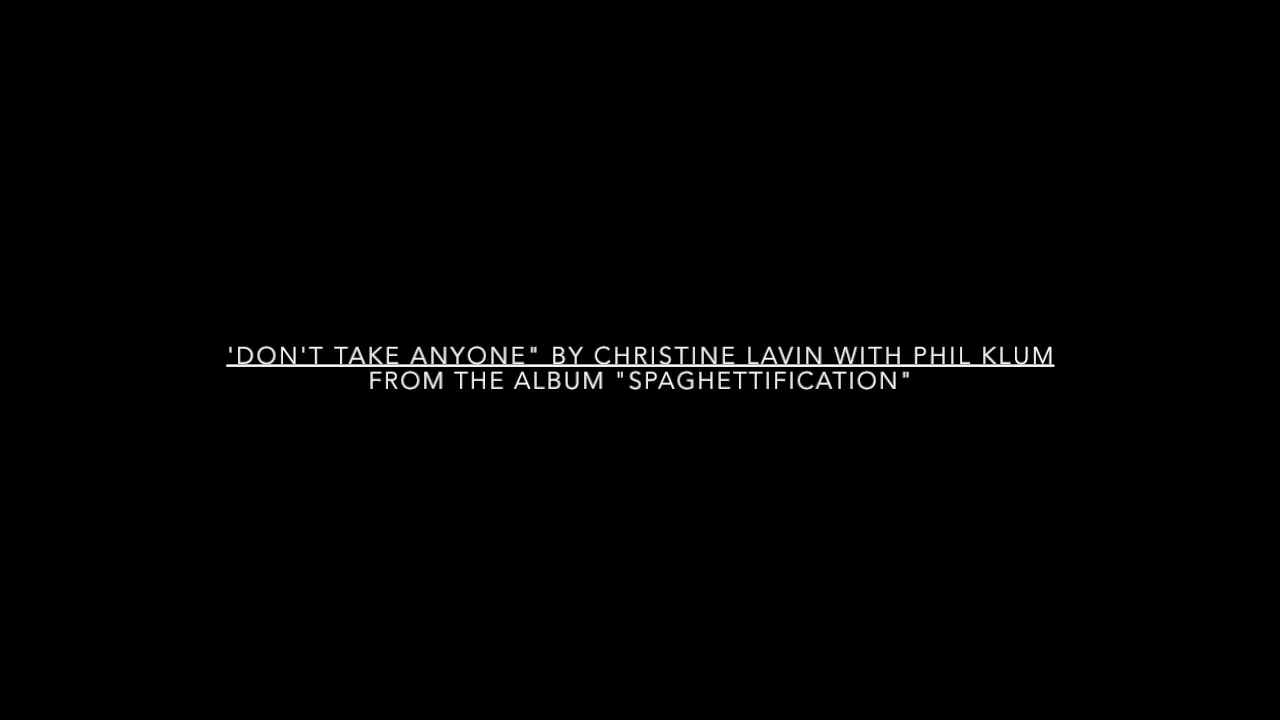 'DON'T TAKE ANYONE" BY CHRISTINE LAVIN WITH PHIL KLUM
FROM THE ALBUM "SPAGHETTIFICATION"